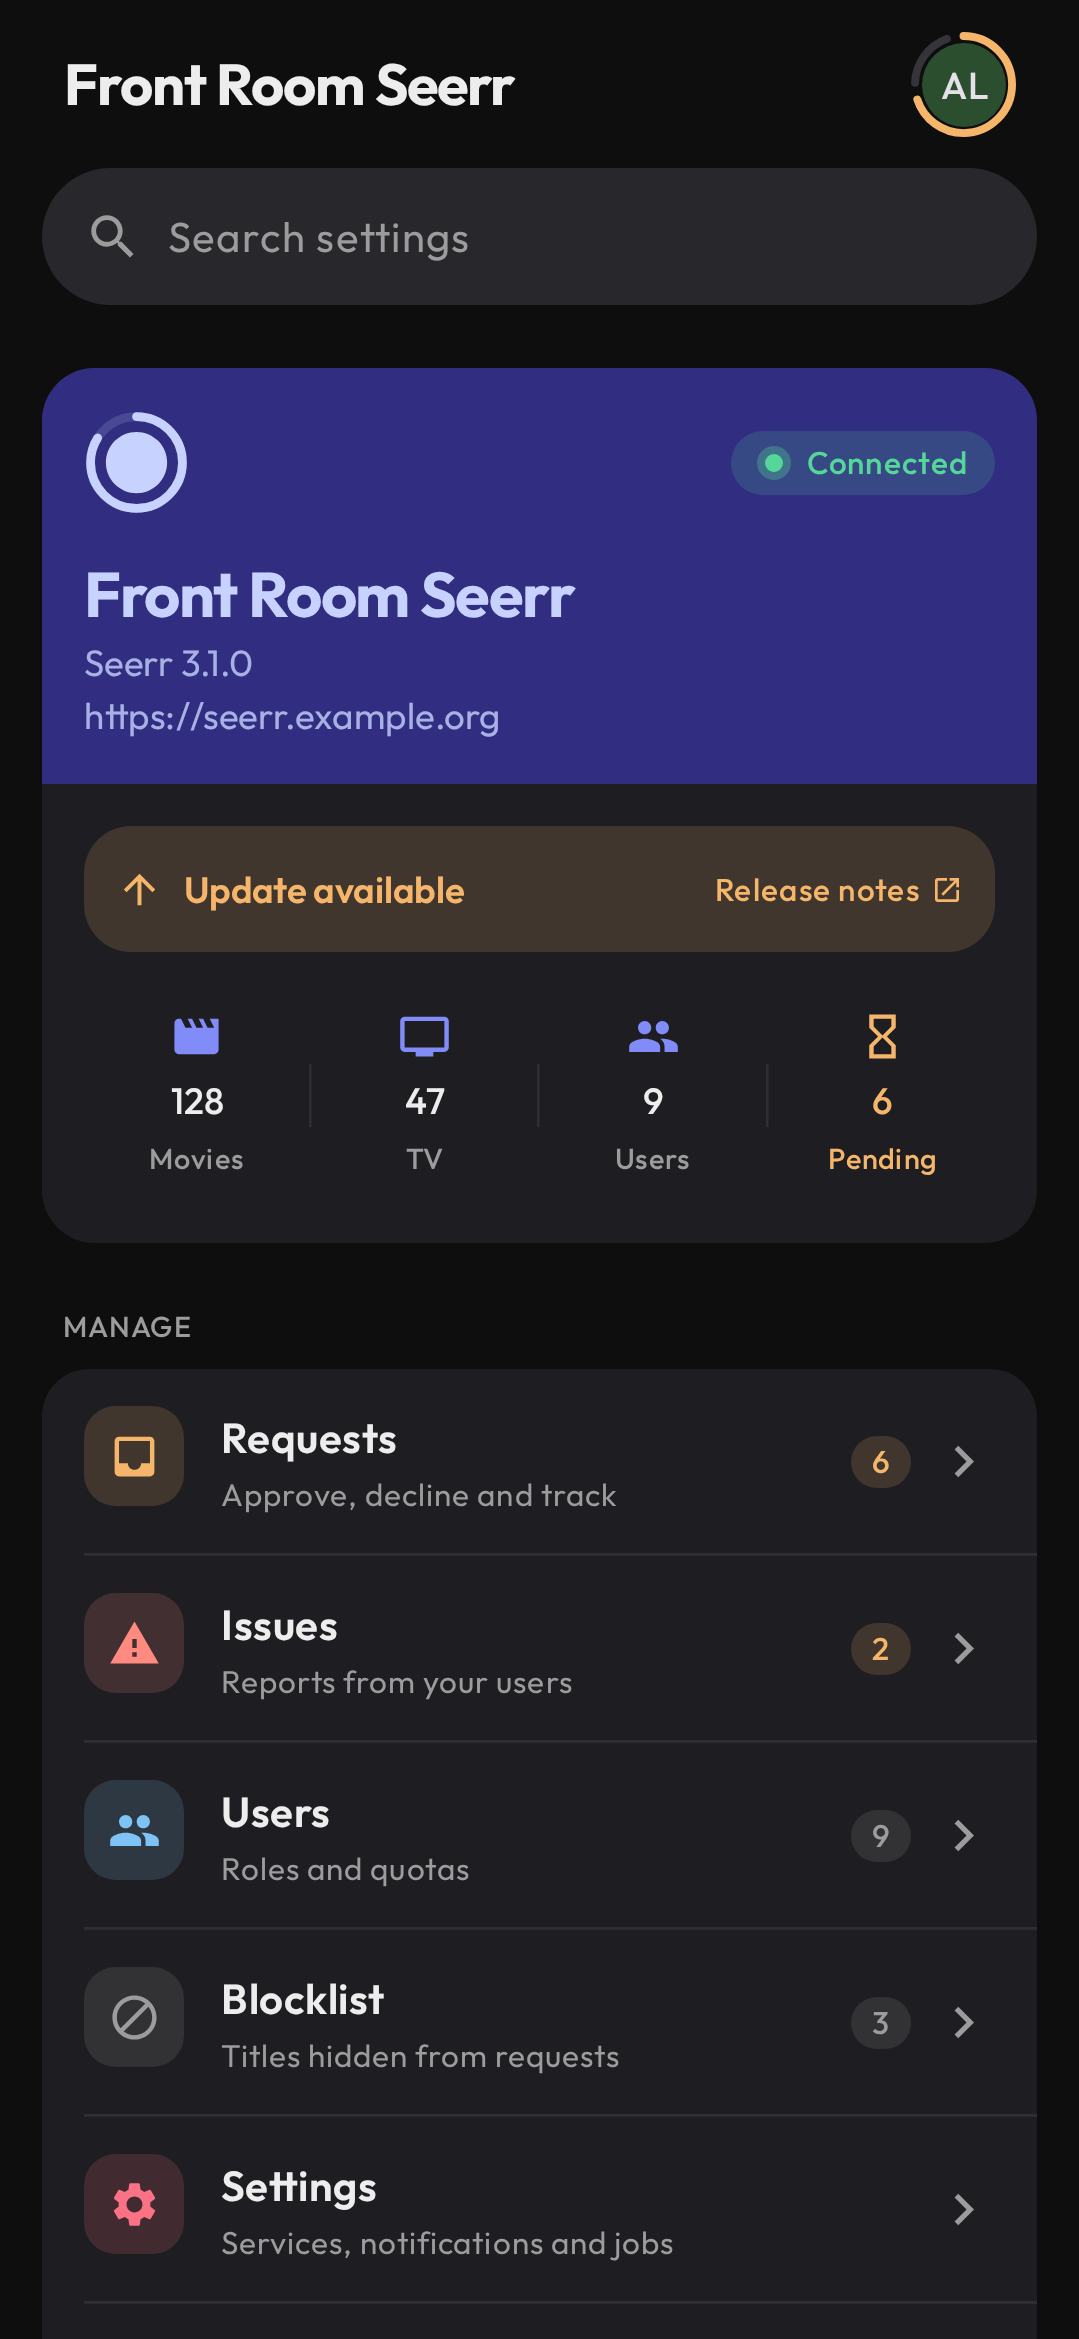 Front Room Seerr
AL
Search settings
Connected
Front Room Seerr
Seerr 3.1.0
https://seerr.example.org
Update available
Release notes
128
47
9
6
Movies
TV
Users
Pending
MANAGE
Requests
Approve, decline and track
6
Issues
Reports from your users
2
Users
Roles and quotas
9
Blocklist
Titles hidden from requests
3
Settings
Services, notifications and jobs